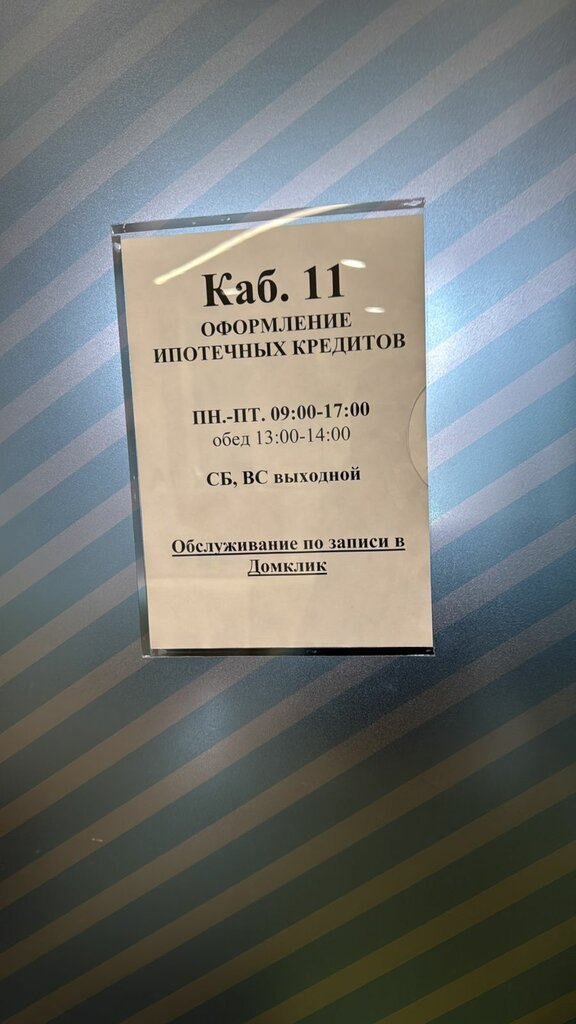 Каб. 11
ОФОРМЛЕНИЕ
ИПОТЕЧНЫХ КРЕДИТОВ
ПН.-ПТ. 09:00-17:00
обед 13:00-14:00
СБ, ВС выходной
Обслуживание по записи в
Домклик